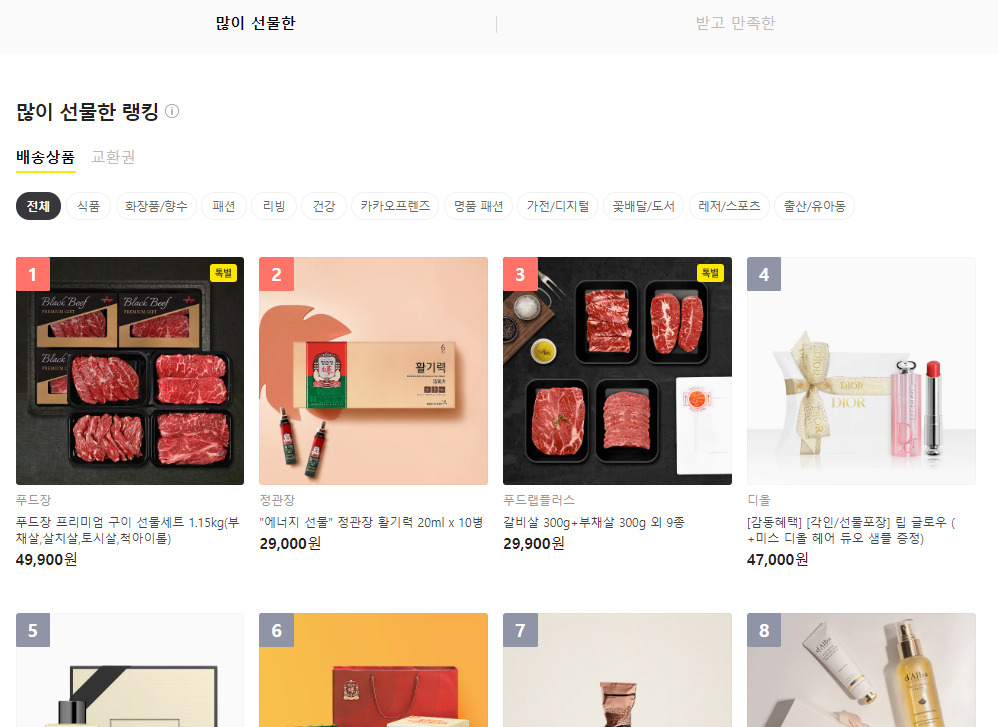 많이 선물한
받고 만족한
많이 선물한 랭킹
배송상품
교환권
전체
식품
화장품/향수
패션
리빙
건강
카카오프렌즈
명품 패션
가전/디지털
꽃배달/도서
레저/스포츠
출산/유아동
1
톡별
Black Beef
PREMIUM GIFT
Black Beef
PREMIUM GIFT
Black
푸드장
푸드장 프리미엄 구이 선물세트 1.15kg(부
채살,살치살,토시살,척아이롤)
49,900원
2
활기력
정관장
"에너지 선물" 정관장 활기력 20ml x 10병
29,000원
3
톡별
푸드랩플러스
갈비살 300g+부채살 300g 외 9종
29,900원
4
DIOR
DIOR
디올
[감동혜택] [각인/선물포장] 립 글로우 (
+미스 디올 헤어 듀오 샘플 증정)
47,000원
5
6
7
8
d'Alba
d'Alba